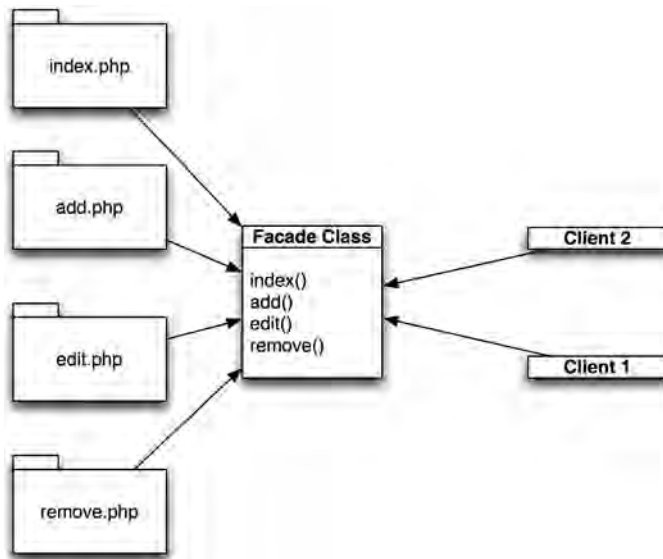 index.php
add.php
edit.php
remove.php
Facade Class
index()
add()
edit()
remove()
Client 2
Client 1